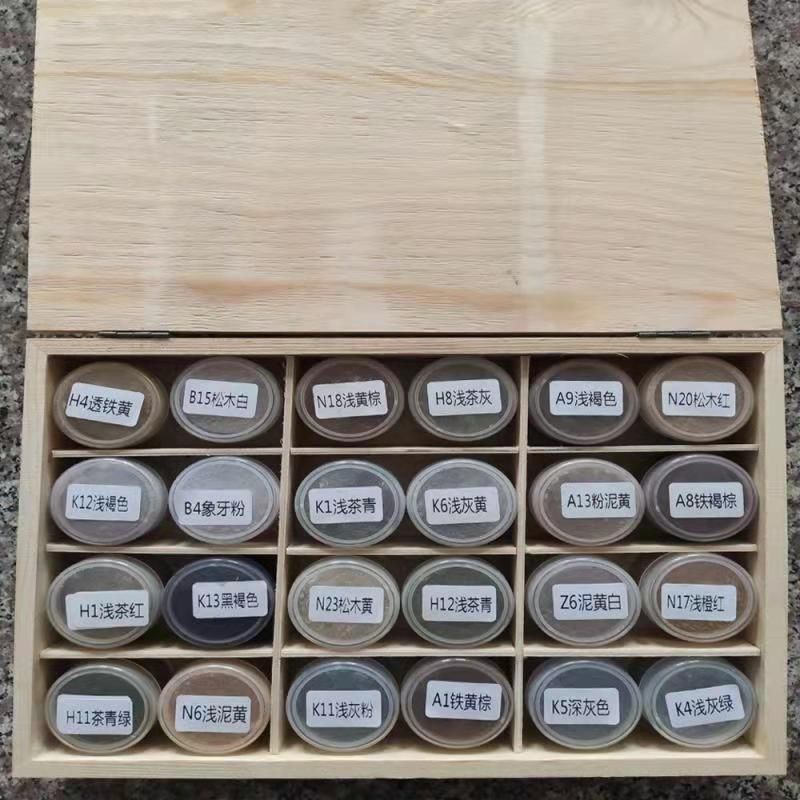 H4透铁黄
B15松木白
N18浅黄棕
H8浅茶灰
A9浅褐色
N20松木红
K12浅褐色
B4象牙粉
K1浅茶青
K6浅灰黄
A13粉泥黄
A8铁褐棕
H1浅茶红
K13黑褐色
N23松木黄
H12浅茶青
Z6泥黄白
N17浅橙红
H11茶青绿
N6浅泥黄
K11浅灰粉
A1铁黄棕
K5深灰色
K4浅灰绿